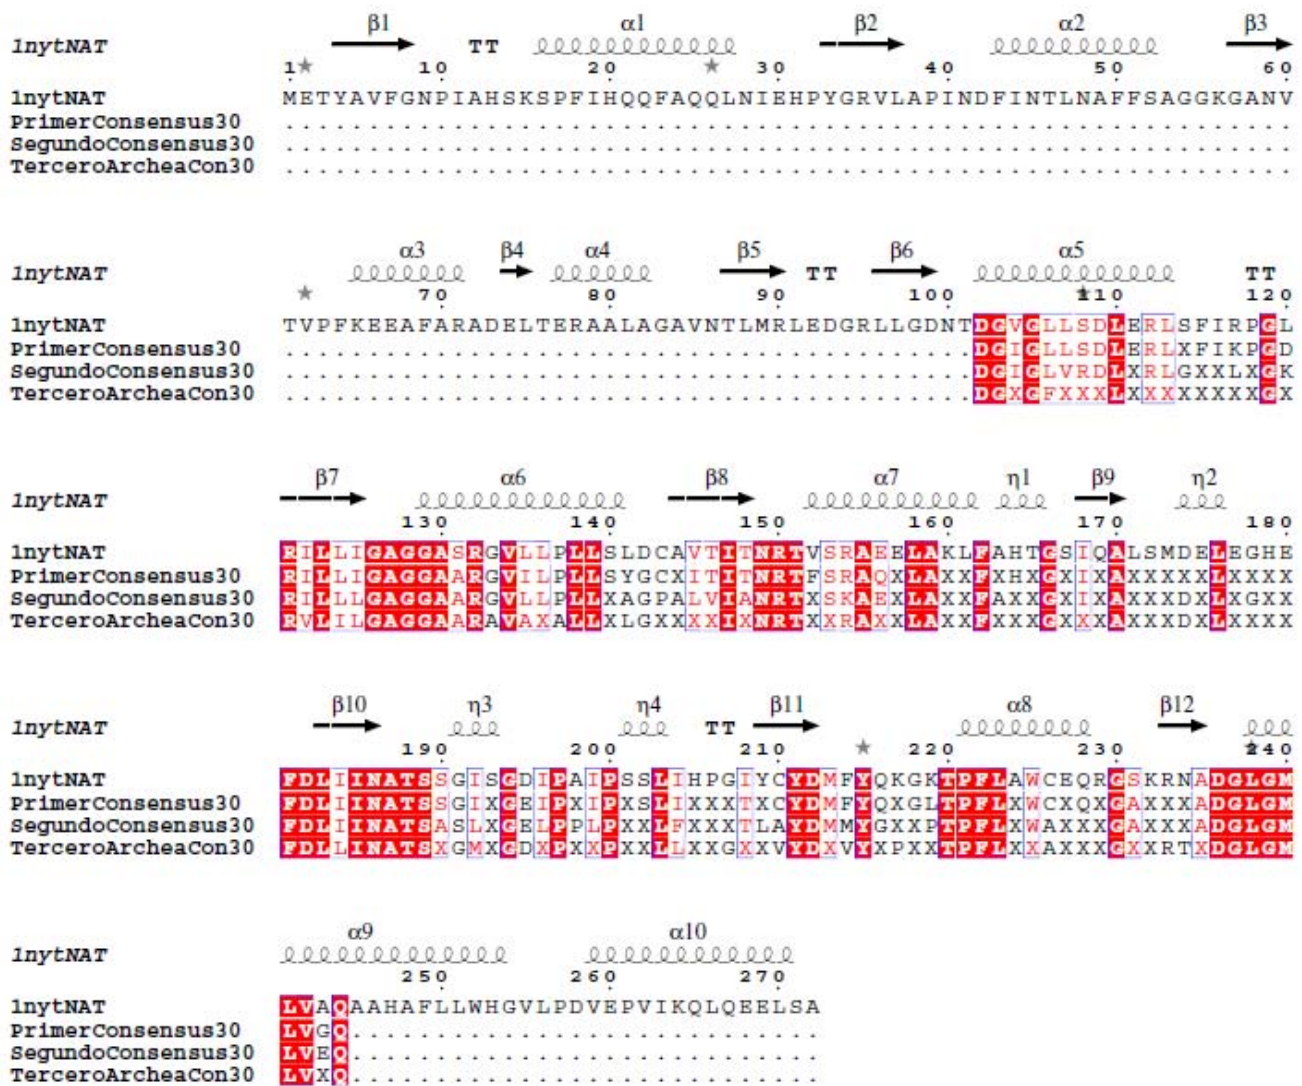 β1 α1 β2 α2 β3
1nytNAT TT
1 10 20 30 40 50 60
1nytNAT METYAVFGNPIAHSKSPFIHQQFAQQLNIEHPYGRVLAPINDFINTLNAFFSAGGKGANV
PrimerConsensus30 ............................................................
SegundoConsensus30 ............................................................
TerceroArcheaCon30 ............................................................
α3 β4 α4 β5 β6 α5
1nytNAT TT TT
70 80 90 100 110 120
1nytNAT TVPFKEEAFARADELTERAALAGAVNTLMRLEDGRLLGDNTDGVGLLSDLERLSFIRPGL
PrimerConsensus30 .........................................DGIGLLSDLERLXFIKPGD
SegundoConsensus30 .........................................DGIGLVRDLXRLGXXLXGK
TerceroArcheaCon30 .........................................DGXGFXXXLXXXXXXXXGX
β7 α6 β8 α7 η1 β9 η2
1nytNAT
130 140 150 160 170 180
1nytNAT RILLIGAGGASRGVLLPLLSLDCAVTITNRTVSRAEELAKLFAHTGSIQALSMDELEGHE
PrimerConsensus30 RILLIGAGGAARGVILPLLSYGCXITITNRTFSRAQXLAXXFXHXGXIXAXXXXXLXXXX
SegundoConsensus30 RILLLGAGGAARGVLLPLLXAGPALVIANRTXSKAEXLAXXFAXXGXIXAXXXDXLXGXX
TerceroArcheaCon30 RVLILGAGGAARAVAXALLXLGXXXXIXNRTXXRAXXLAXXFXXXGXXXAXXXDXLXXXX
β10 η3 η4 β11 α8 β12
1nytNAT TT
190 200 210 220 230 240
1nytNAT FDLIINATSSGISGDIPAIPSSLIHPGIYCYDMFYQKGKTPFLAWCEQRGSKRNADGLGM
PrimerConsensus30 FDLIINATSSGIXGEIPXIPXSLIXXXTXCYDMFYQXGLTPFLXWCXQXGAXXXADGLGM
SegundoConsensus30 FDLIINATSASLXGELPPLPXXLFXXXTLAYDMMYGXXPTPFLXWAXXXGAXXXADGLGM
TerceroArcheaCon30 FDLLINATSXGMXGDXPXXPXXLLXXGXXVYDXVYXPXXTPFLXXAXXXGXXRTXDGLGM
α9 α10
1nytNAT
250 260 270
1nytNAT LVAQAAHAFLLWHGVLPDVEPVIKQLQEELSA
PrimerConsensus30 LVGQ............................
SegundoConsensus30 LVEQ............................
TerceroArcheaCon30 LVXQ............................